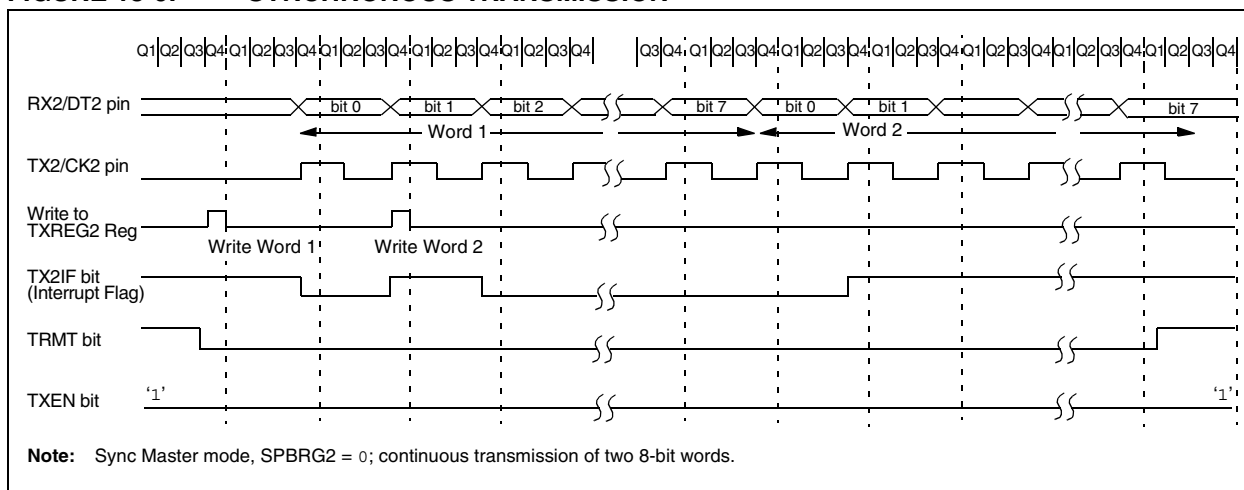 Q1 Q2 Q3 Q4 Q1 Q2 Q3 Q4 Q1 Q2 Q3 Q4 Q1 Q2 Q3 Q4 Q1 Q2 Q3 Q4 Q3 Q4 Q1 Q2 Q3 Q4 Q1 Q2 Q3 Q4 Q1 Q2 Q3 Q4 Q1 Q2 Q3 Q4 Q1 Q2 Q3 Q4 Q1 Q2 Q3 Q4
RX2/DT2 pin
bit 0 bit 1 bit 2 bit 7 bit 0 bit 1 bit 7
Word 1 Word 2
TX2/CK2 pin
Write to
TXREG2 Reg
Write Word 1 Write Word 2
TX2IF bit
(Interrupt Flag)
TRMT bit
TXEN bit
‘1’ ‘1’
Note: Sync Master mode, SPBRG2 = 0; continuous transmission of two 8-bit words.